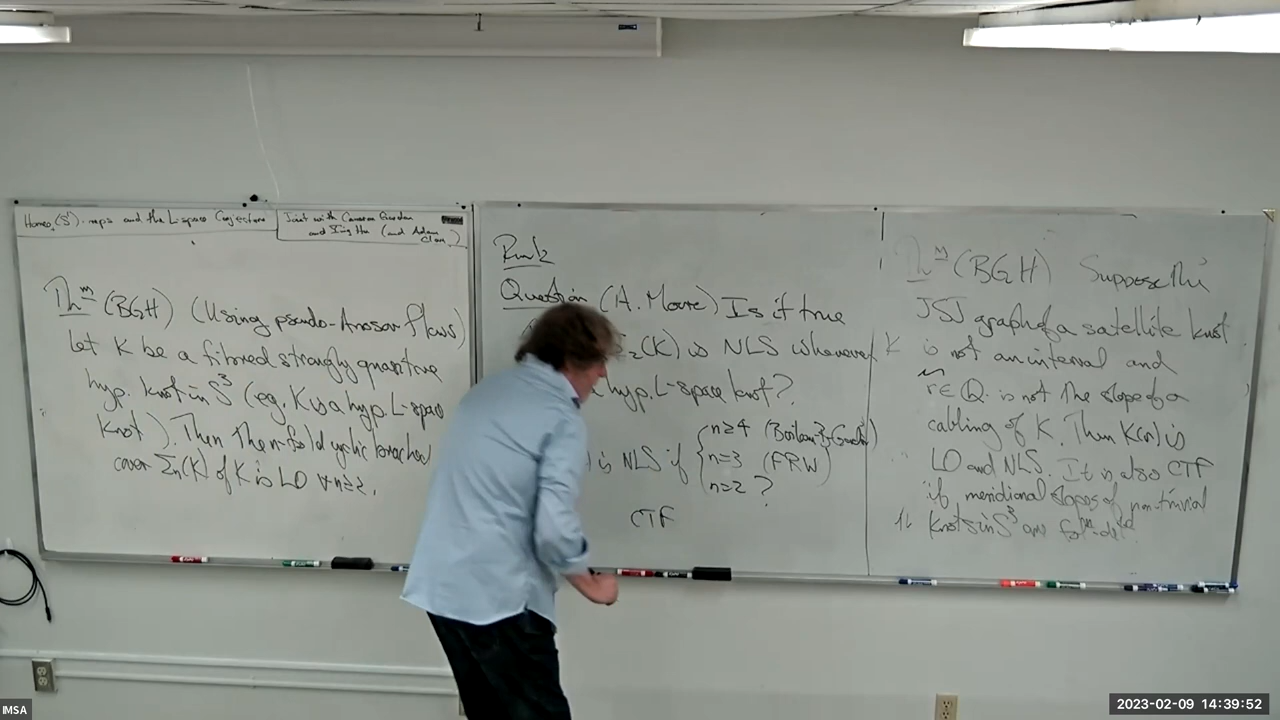 Homeo₊(S¹)-reps and the L-space Conjecture
Joint with Cameron Gordon
and Ying Hu (and Adam
Clay)
Thm (BGH) (Using pseudo-Anosov flows)
Let K be a fibred strongly quasitive
hyp. knot in S³ (eg. K is a hyp. L-space
knot). Then the n-fold cyclic branched
cover Σn(K) of K is LO ∀ n≥2.
Rmk
Question (A. Moore) Is it true
₂(K) is NLS whenever K
hyp. L-space knot?
) is NLS if { n≥4 (Boileau-B-Gordon)
n=3 (FRW)
n=2 ?
CTF
Thm (BGH) Suppose the
JSJ graph of a satellite knot
is not an interval and
r∈Q is not the slope of a
cabling of K. Then K(r) is
LO and NLS. It is also CTF
if meridional slopes of non-trivial
knots in S³ are foln-detd
IMSA
2023-02-09 14:39:52